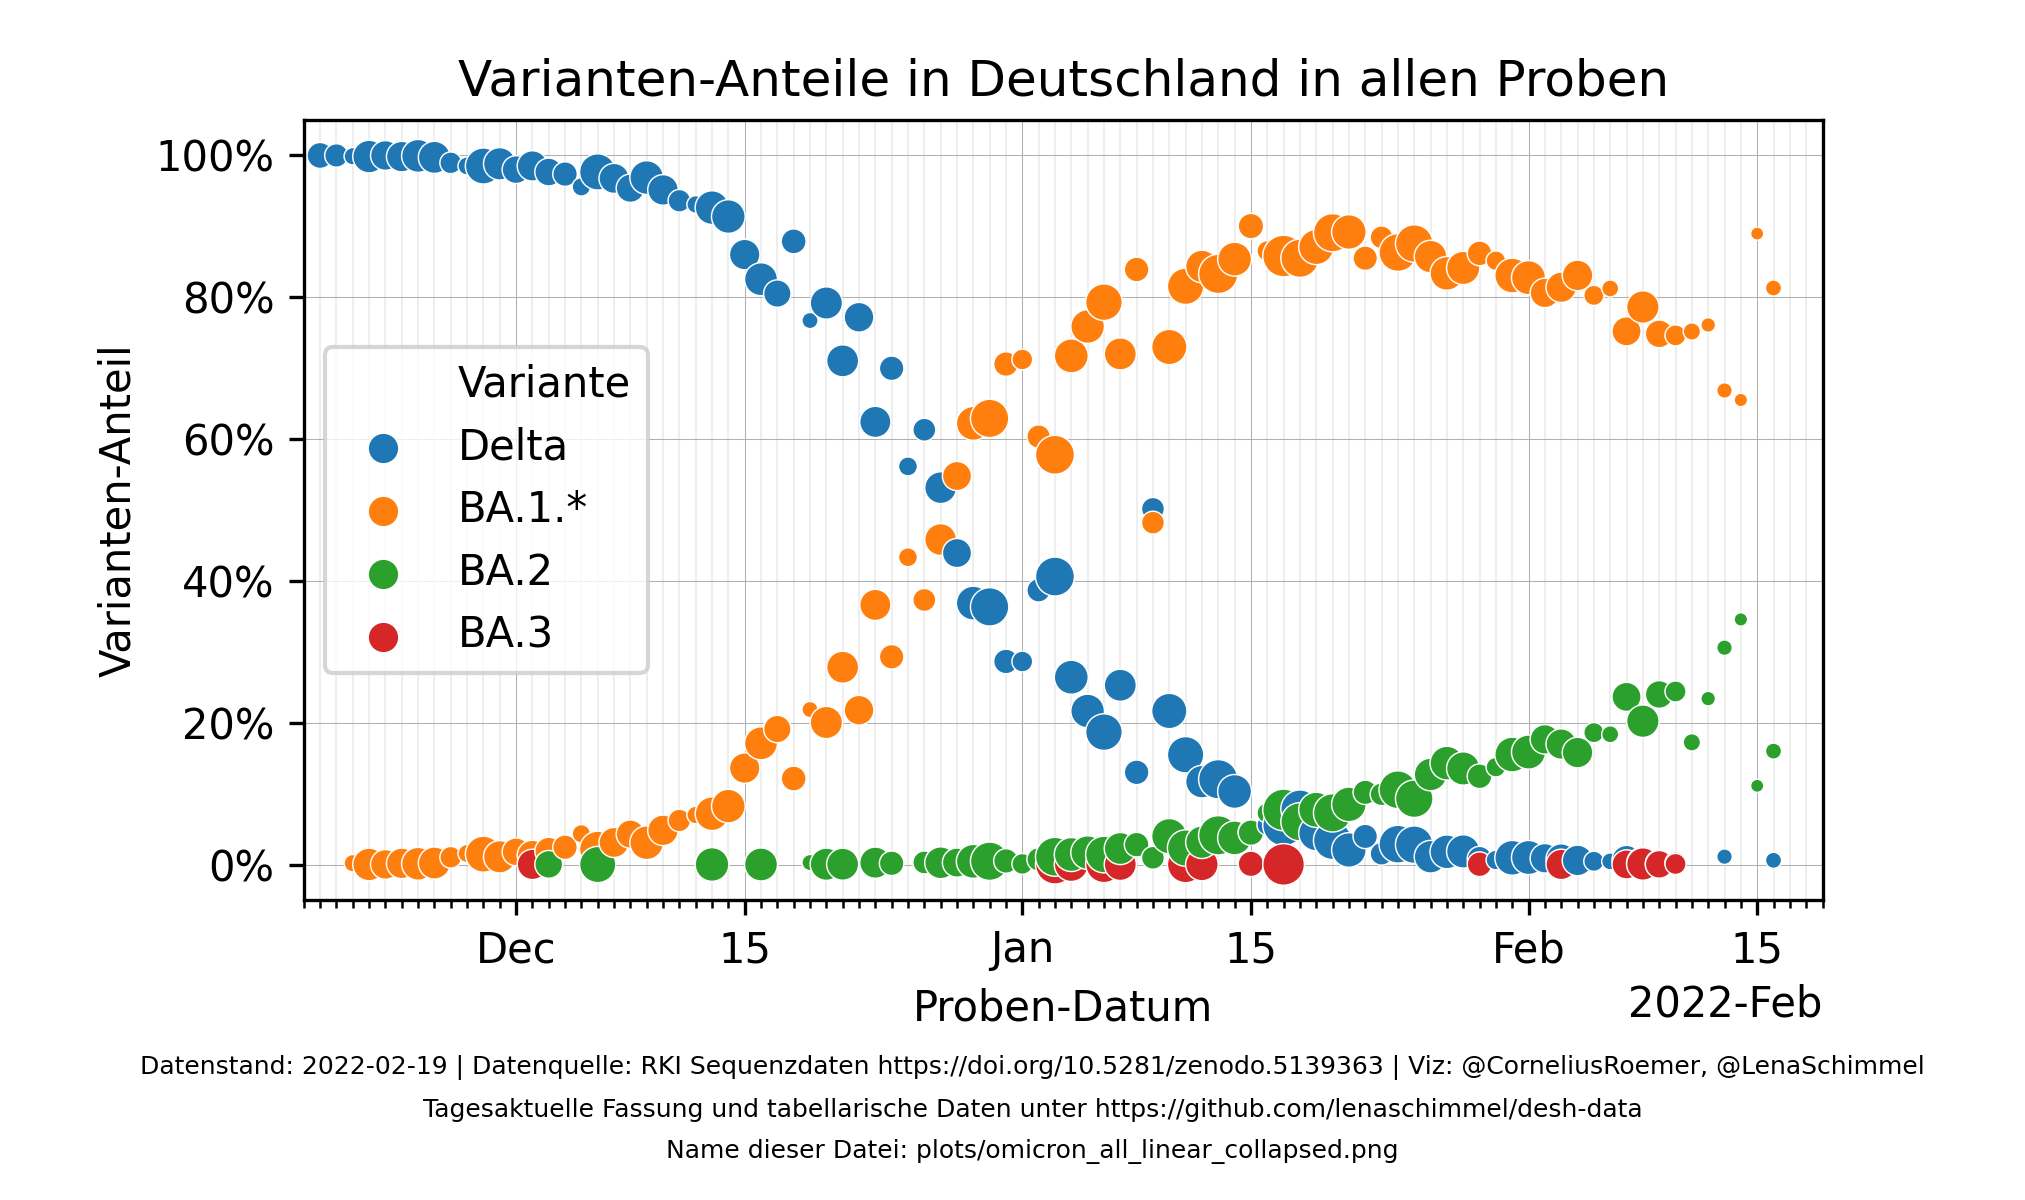 Varianten-Anteile in Deutschland in allen Proben
100%
80%
60%
40%
20%
0%
Varianten-Anteil
Variante
Delta
BA.1.*
BA.2
BA.3
Dec 15 Jan 15 Feb 15
Proben-Datum
2022-Feb
Datenstand: 2022-02-19 | Datenquelle: RKI Sequenzdaten https://doi.org/10.5281/zenodo.5139363 | Viz: @CorneliusRoemer, @LenaSchimmel
Tagesaktuelle Fassung und tabellarische Daten unter https://github.com/lenaschimmel/desh-data
Name dieser Datei: plots/omicron_all_linear_collapsed.png